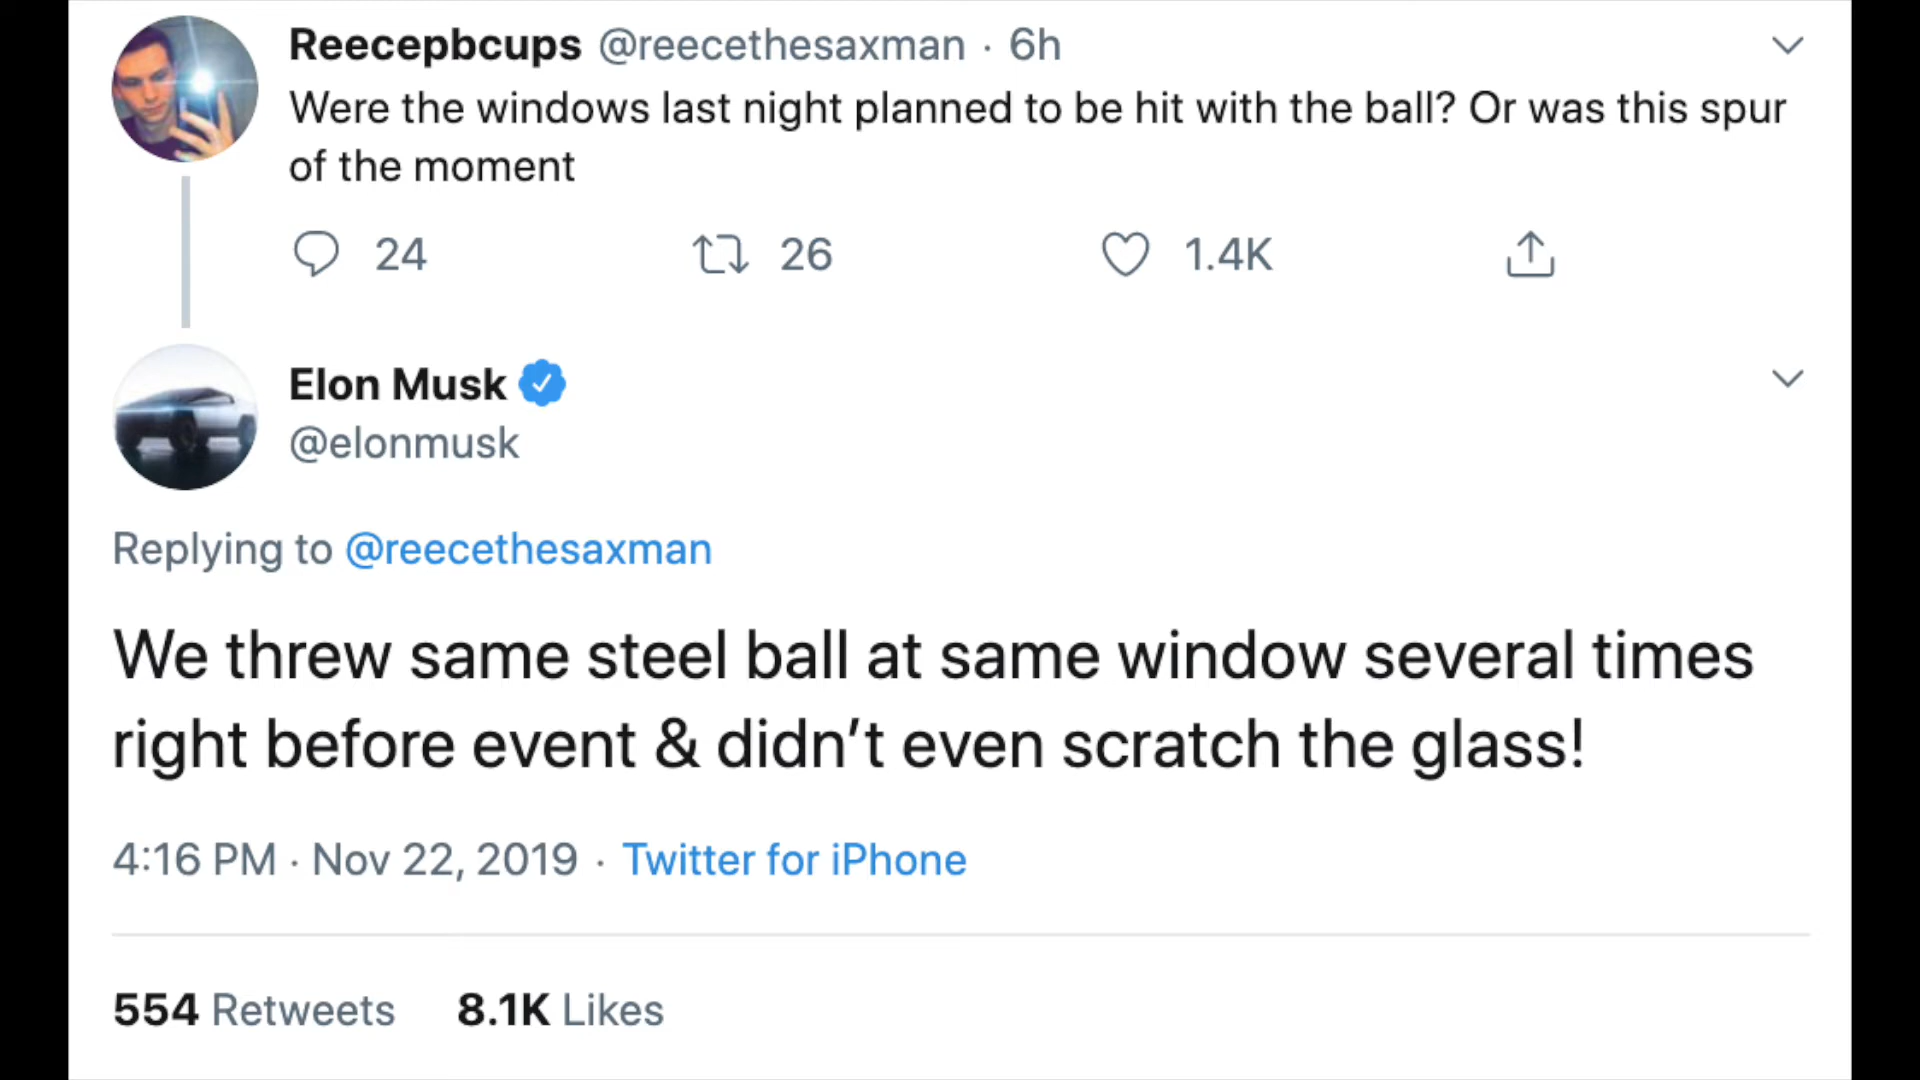 Reecepbcups @reecethesaxman · 6h
Were the windows last night planned to be hit with the ball? Or was this spur
of the moment
24 26 1.4K
Elon Musk
@elonmusk
Replying to @reecethesaxman
We threw same steel ball at same window several times
right before event & didn’t even scratch the glass!
4:16 PM · Nov 22, 2019 · Twitter for iPhone
554 Retweets 8.1K Likes